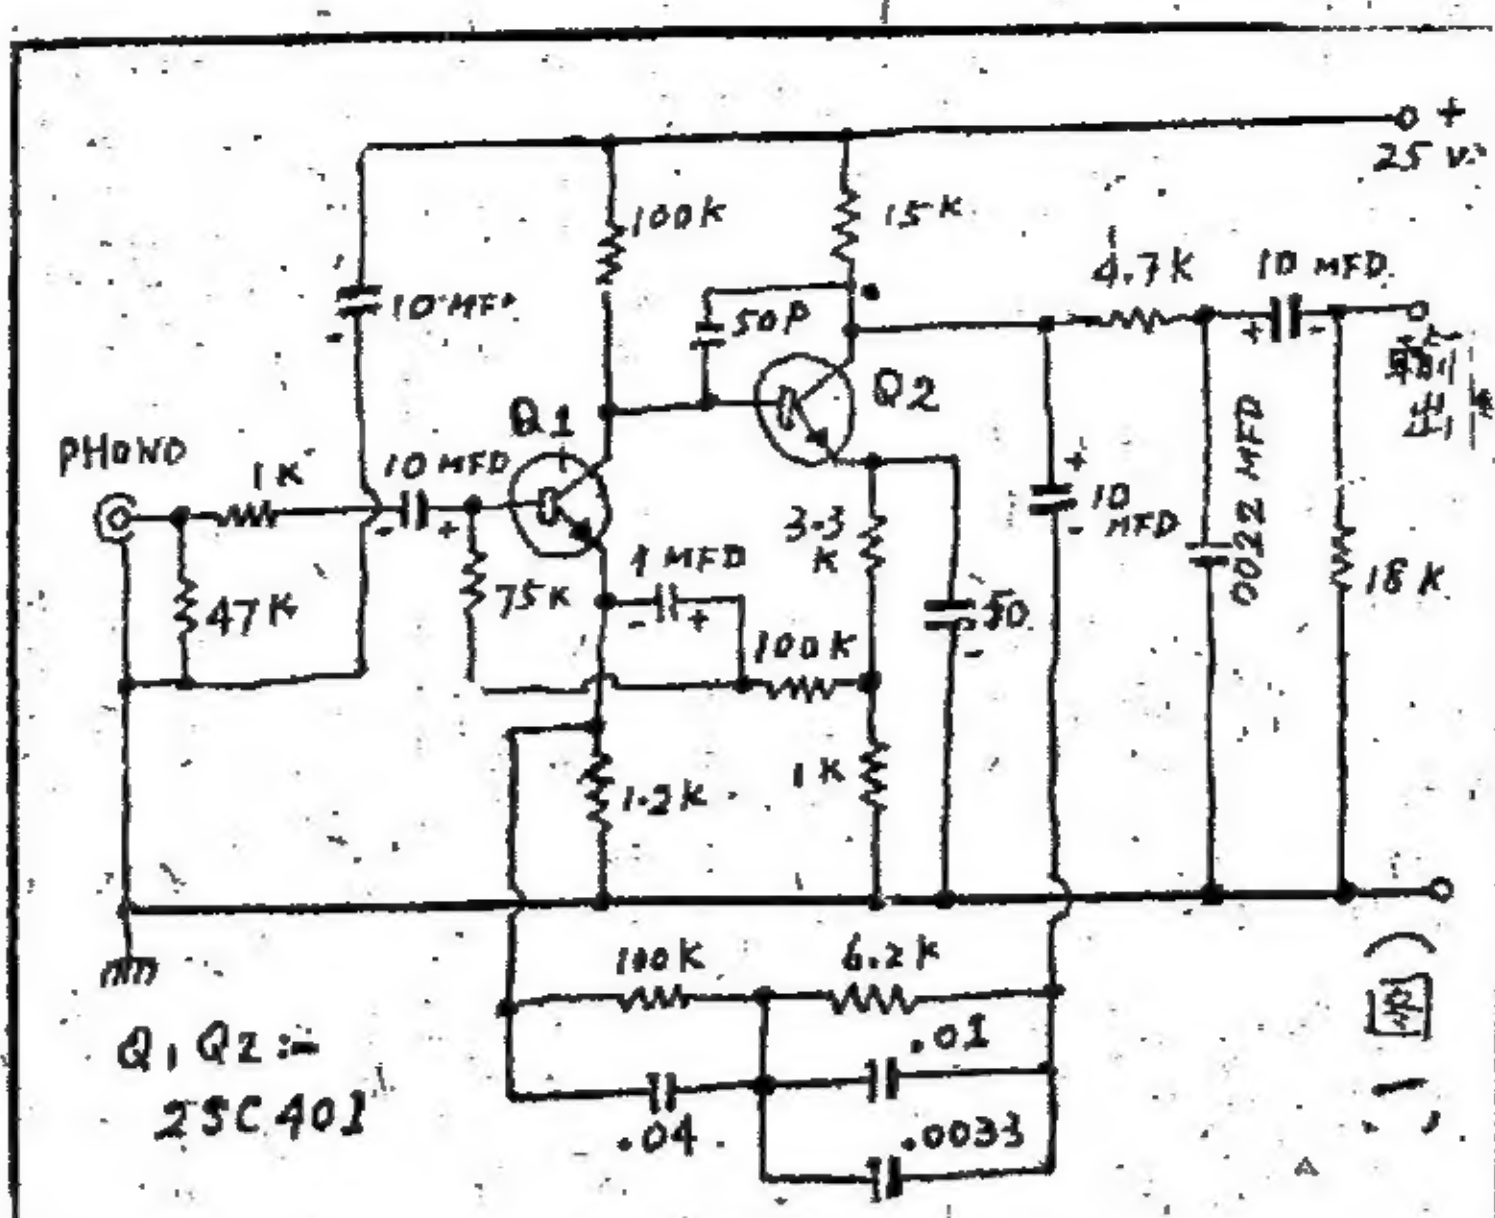 +
25 V.
100K
15K
4.7K
10 MFD.
+
-
10 MFD.
-
50P
Q1
Q2
PHONO
1K
10 MFD
-
+
47K
75K
1 MFD
-
+
100K
3.3
K
50
-
+
10
MFD
-
0022 MFD
18K
1.2K
1K
100K
6.2K
.01
.04
.0033
Q1 Q2 :-
2SC401